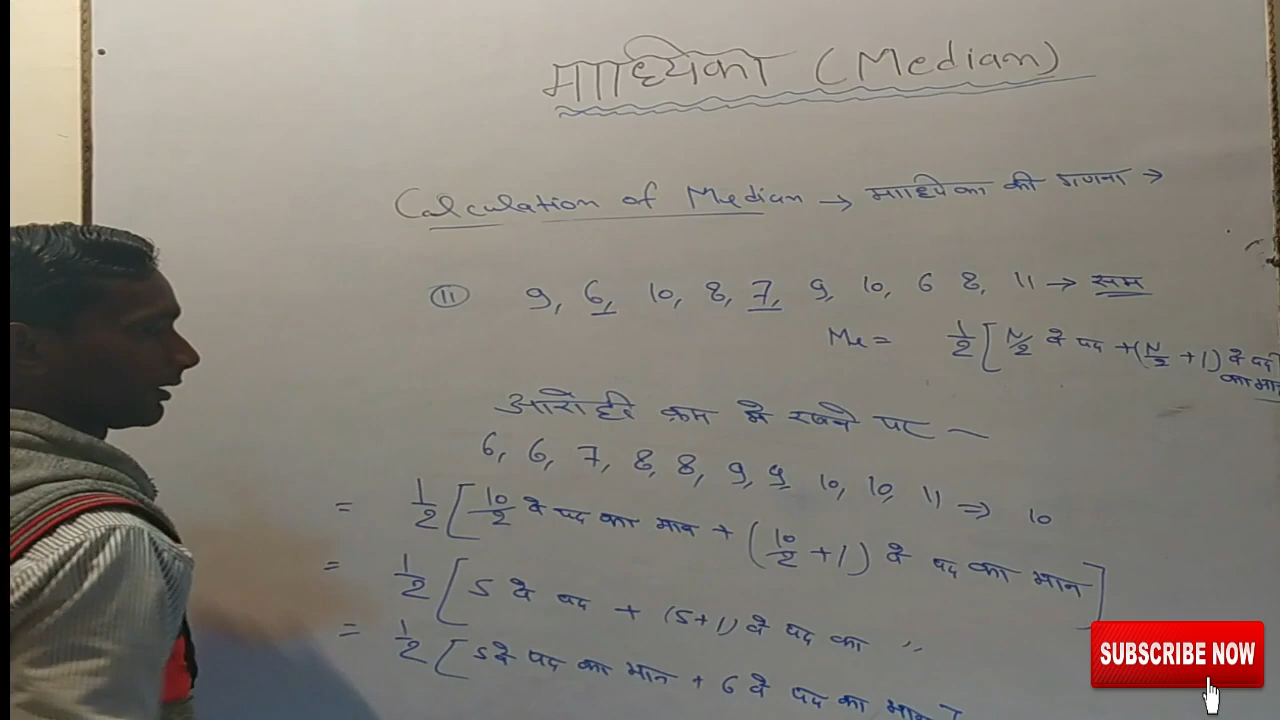 माध्यिका (Median)
Calculation of Median → माध्यिका की गणना →
(11) 9, 6, 10, 8, 7, 9, 10, 6 8, 11 → सम
Me = 1/2 [N/2 वे पद + (N/2 + 1) वे पद
का मान
आरोही क्रम मे रखने पर –
6, 6, 7, 8, 8, 9, 9, 10, 10, 11 ⇒ 10
= 1/2 [10/2 वे पद का मान + (10/2 + 1) वे पद का मान]
= 1/2 [5 वे पद + (5+1) वे पद का ,,
= 1/2 [5 वे पद का मान + 6 वे पद का मान]
SUBSCRIBE NOW